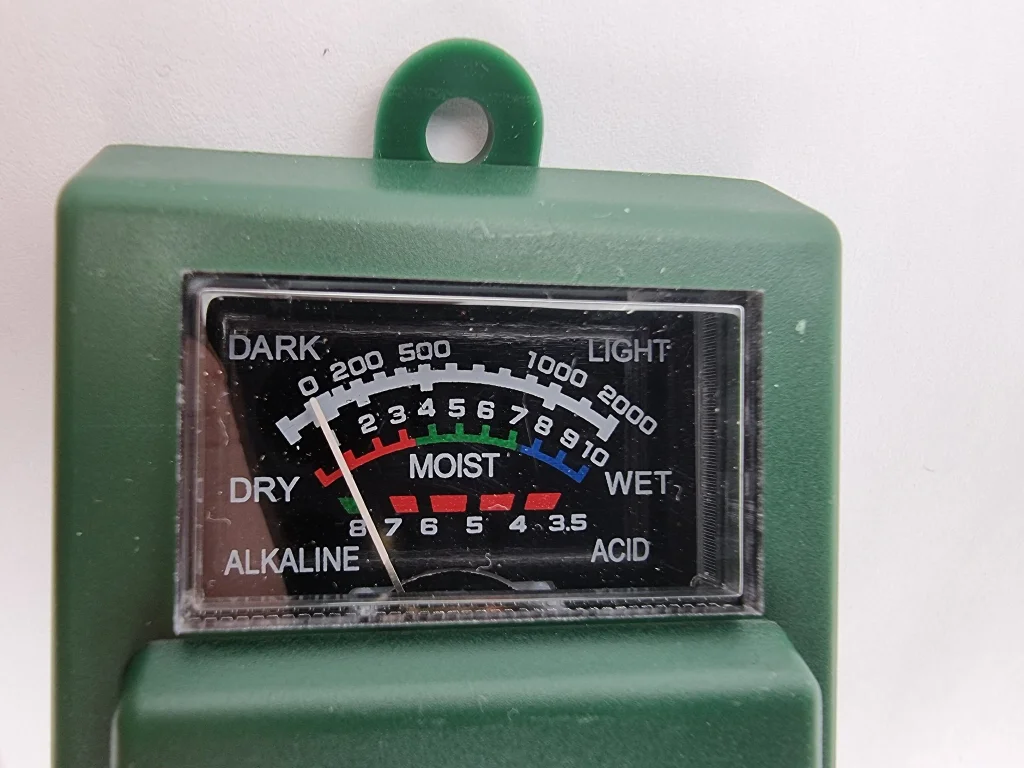 DARK LIGHT
0 200 500 1000 2000
2 3 4 5 6 7 8 9 10
DRY MOIST WET
8 7 6 5 4 3.5
ALKALINE ACID